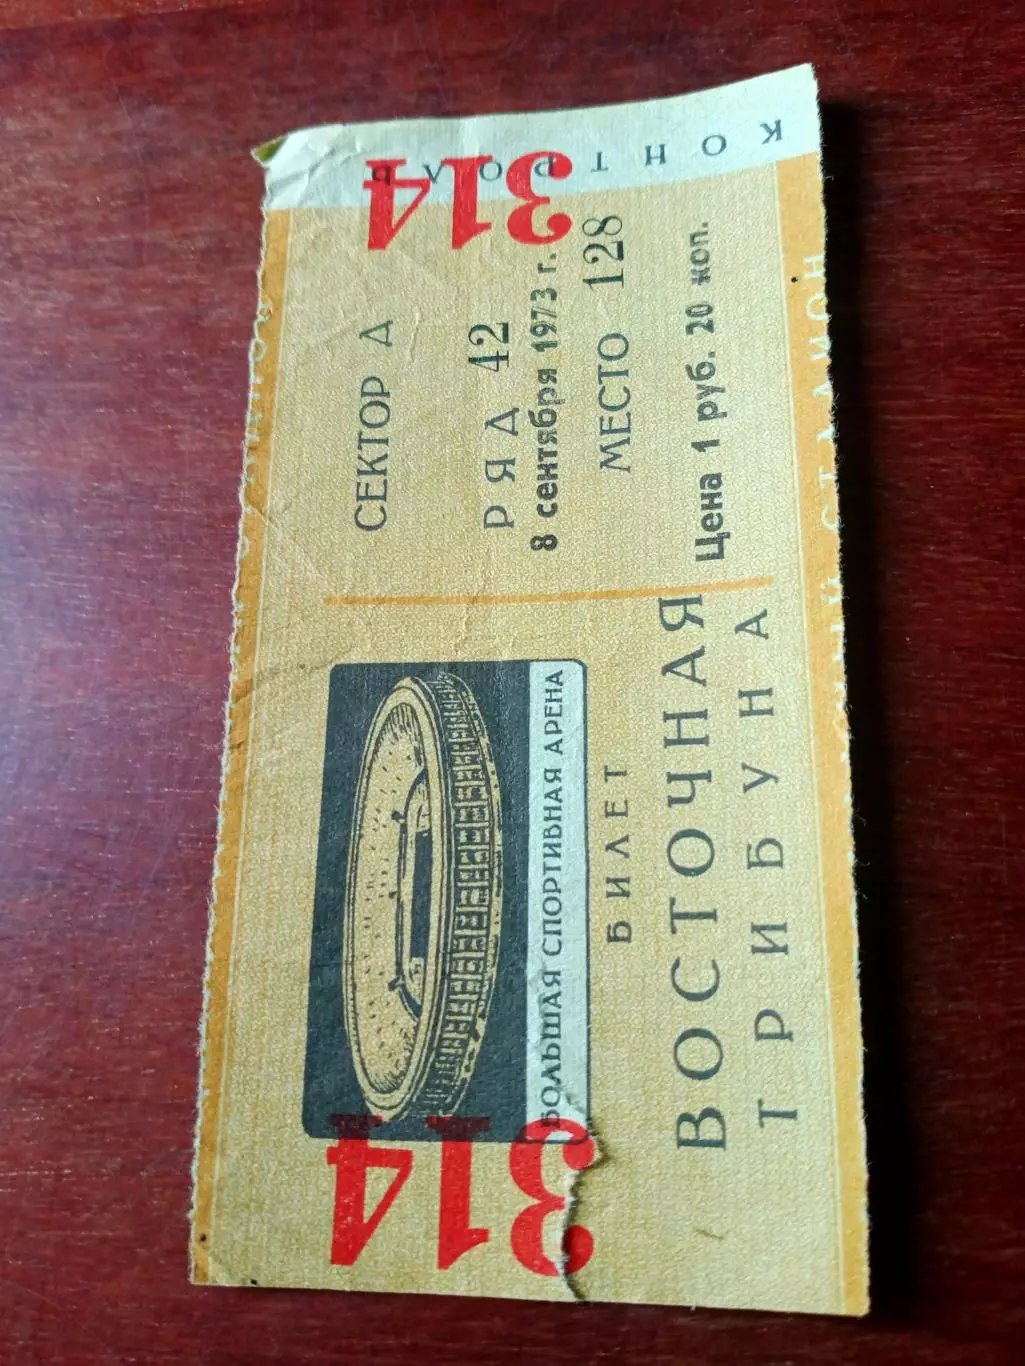 БОЛЬШАЯ СПОРТИВНАЯ АРЕНА
БИЛЕТ
ВОСТОЧНАЯ
ТРИБУНА
СЕКТОР Д
РЯД 42
8 сентября 1973 г.
МЕСТО 128
Цена 1 руб. 20 коп.
КОНТРОЛЬ
314
314